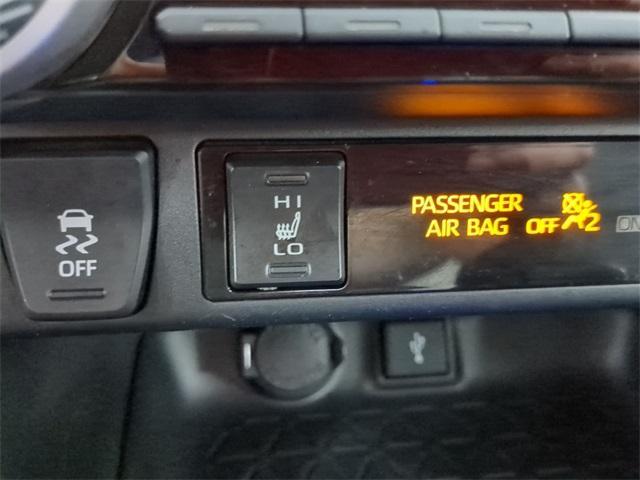 OFF
HI
LO
PASSENGER
AIR BAG OFF 2